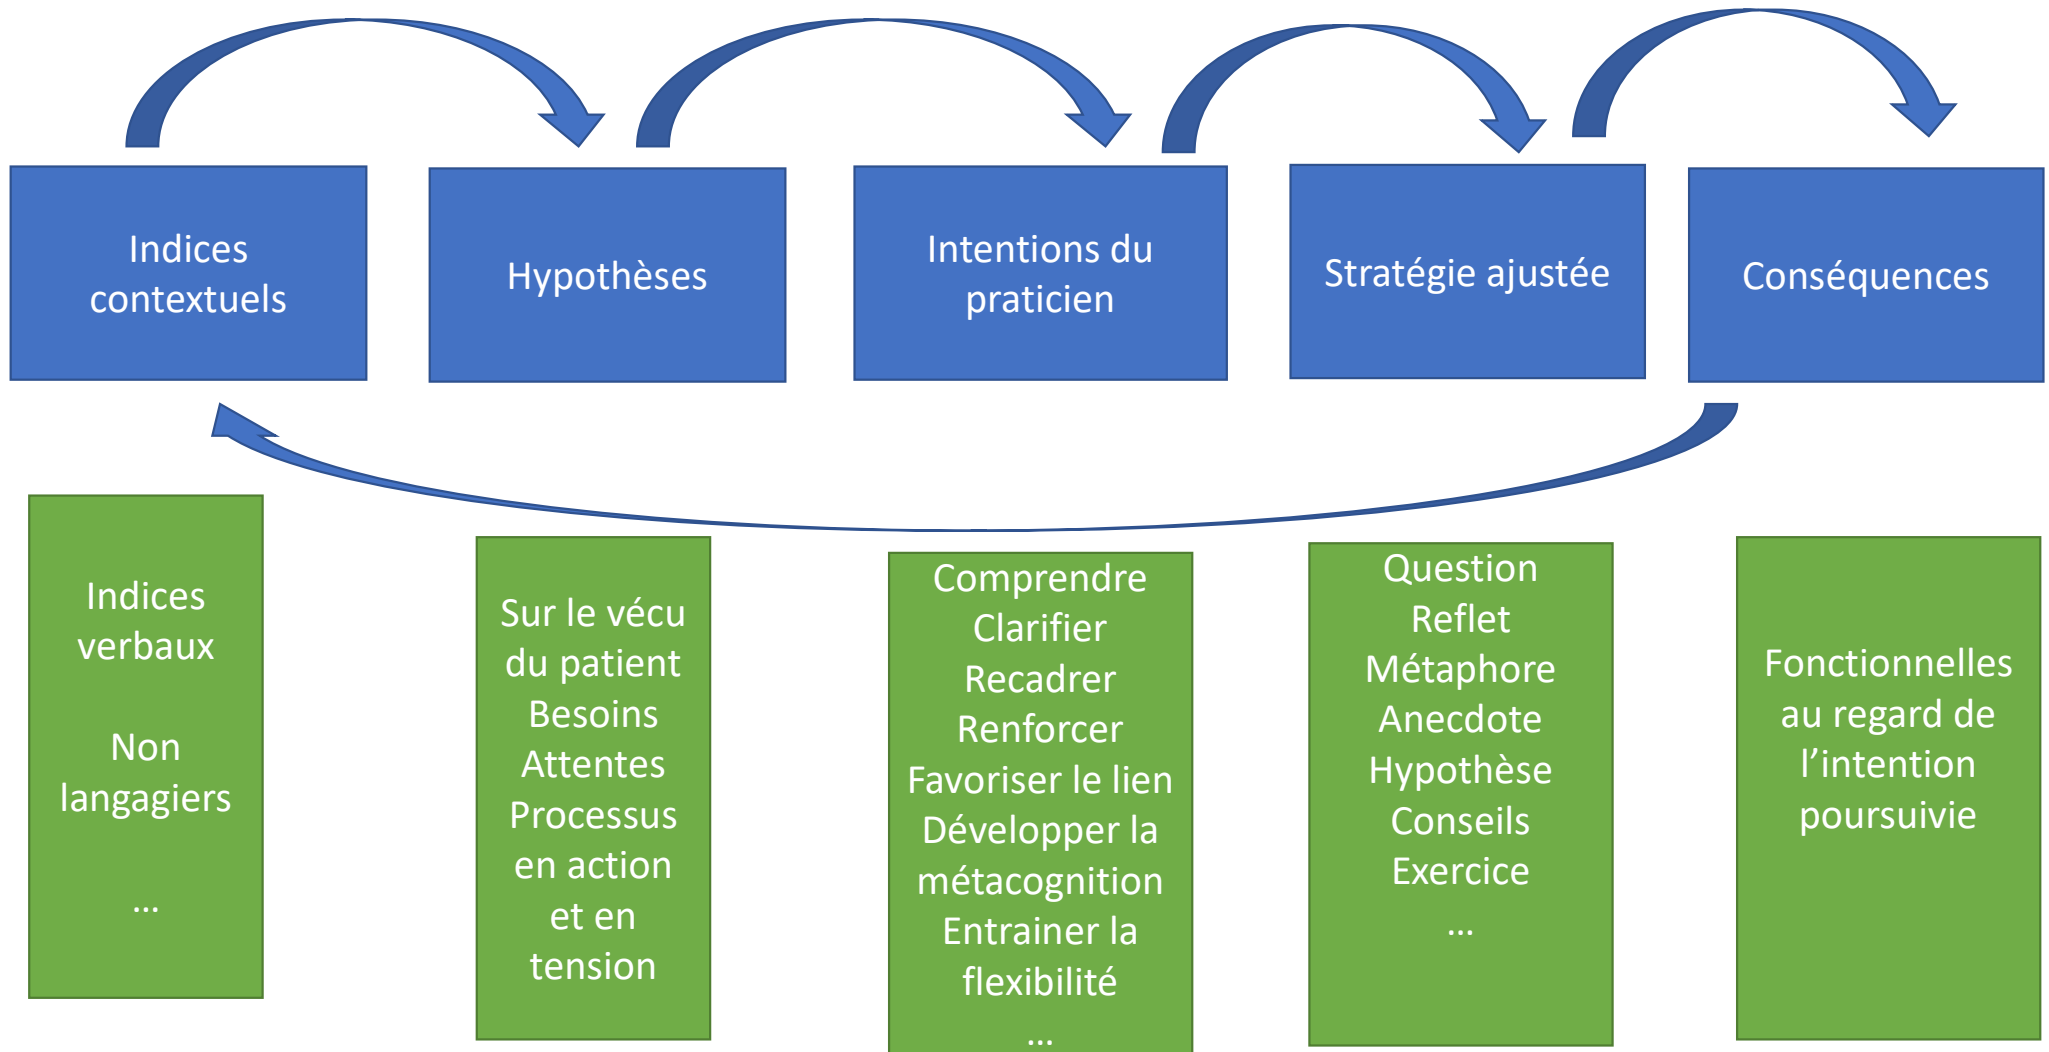 Indices
contextuels
Hypothèses
Intentions du
praticien
Stratégie ajustée
Conséquences
Indices
verbaux
Non
langagiers
...
Sur le vécu
du patient
Besoins
Attentes
Processus
en action
et en
tension
Comprendre
Clarifier
Recadrer
Renforcer
Favoriser le lien
Développer la
métacognition
Entrainer la
flexibilité
...
Question
Reflet
Métaphore
Anecdote
Hypothèse
Conseils
Exercice
...
Fonctionnelles
au regard de
l’intention
poursuivie